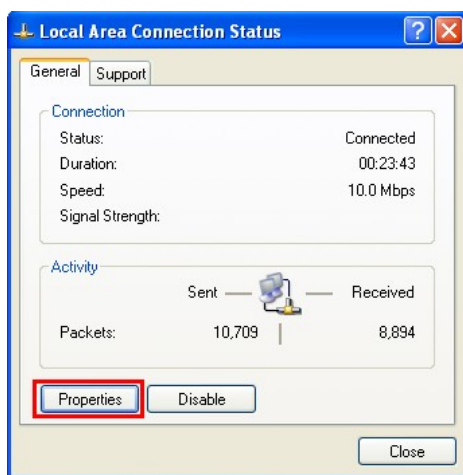 Local Area Connection Status
General Support
Connection
Status: Connected
Duration: 00:23:43
Speed: 10.0 Mbps
Signal Strength:
Activity
Sent Received
Packets: 10,709 8,894
Properties Disable
Close